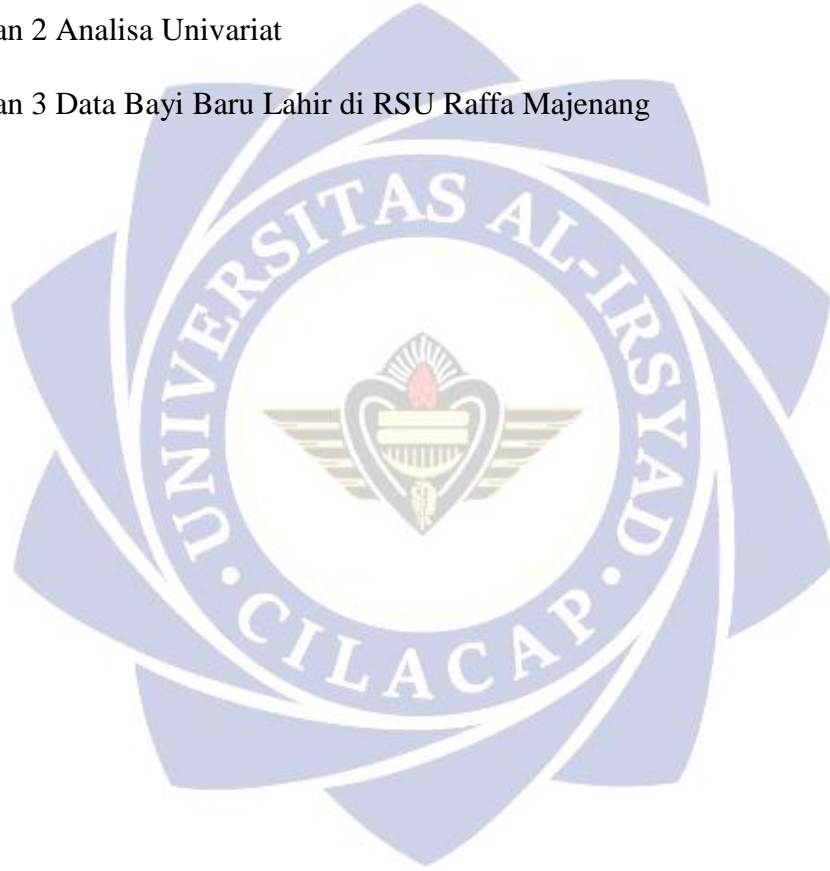 an 2 Analisa Univariat
an 3 Data Bayi Baru Lahir di RSU Raffa Majenang
UNIVERSITAS AL-IRSYAD
CILACAP